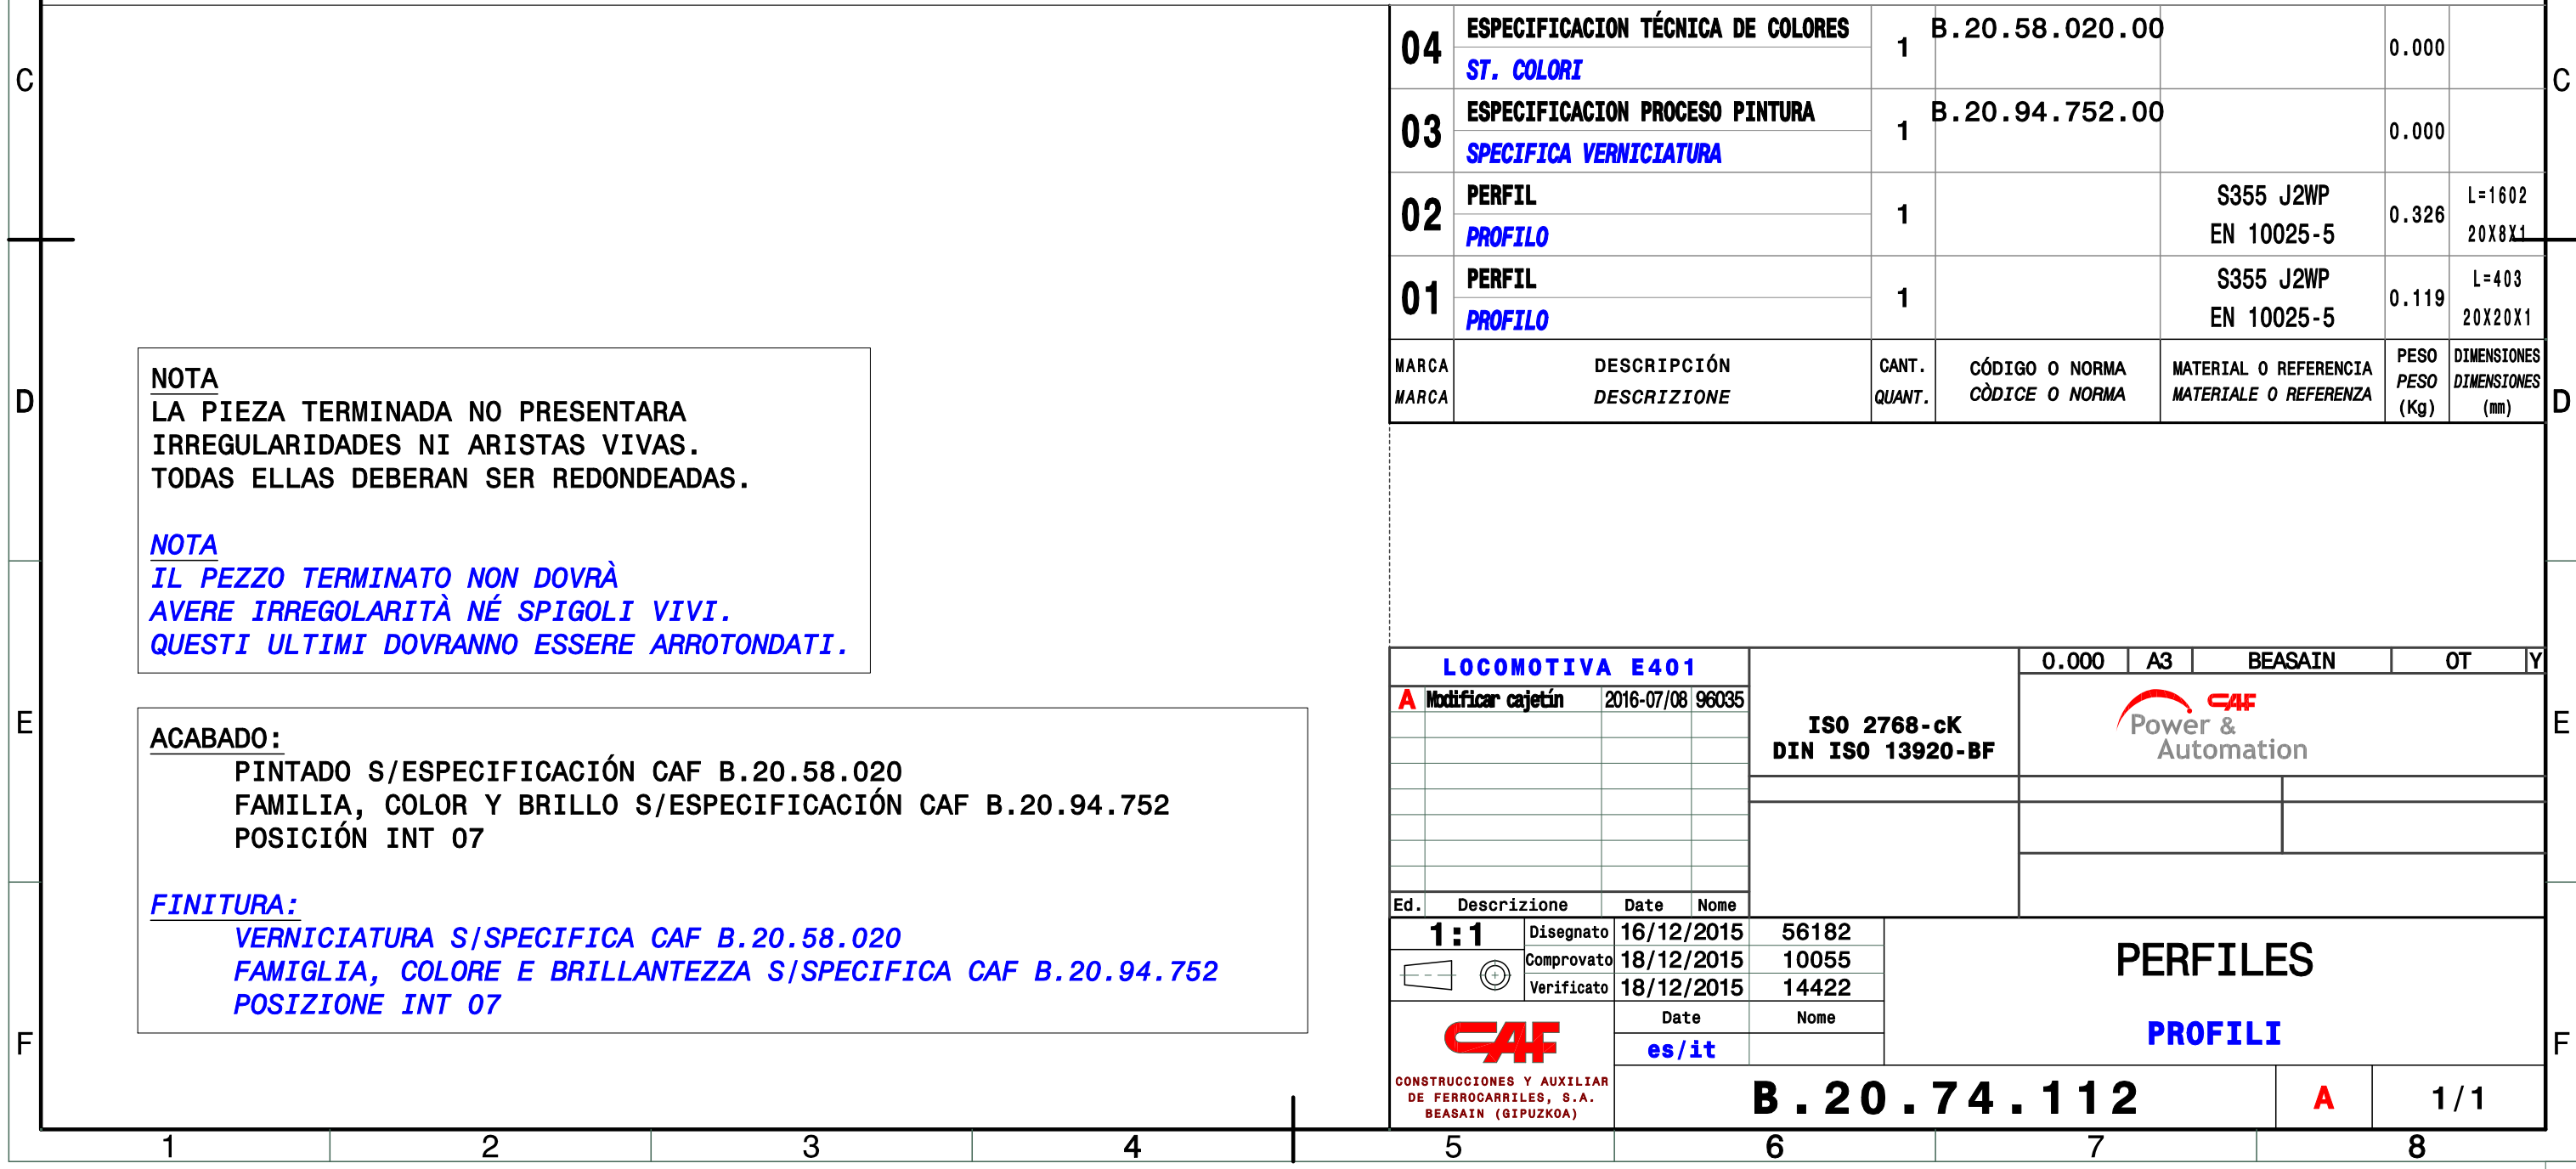 C
C
04
ESPECIFICACION TÉCNICA DE COLORES
ST. COLORI
1
B.20.58.020.00
0.000
03
ESPECIFICACION PROCESO PINTURA
SPECIFICA VERNICIATURA
1
B.20.94.752.00
0.000
02
PERFIL
PROFILO
1
S355 J2WP
EN 10025-5
0.326
L=1602
20X8X1
01
PERFIL
PROFILO
1
S355 J2WP
EN 10025-5
0.119
L=403
20X20X1
MARCA
MARCA
DESCRIPCIÓN
DESCRIZIONE
CANT.
QUANT.
CÓDIGO O NORMA
CÒDICE O NORMA
MATERIAL O REFERENCIA
MATERIALE O REFERENZA
PESO
PESO
(Kg)
DIMENSIONES
DIMENSIONES
(mm)
D
D
NOTA
LA PIEZA TERMINADA NO PRESENTARA
IRREGULARIDADES NI ARISTAS VIVAS.
TODAS ELLAS DEBERAN SER REDONDEADAS.
NOTA
IL PEZZO TERMINATO NON DOVRÀ
AVERE IRREGOLARITÀ NÉ SPIGOLI VIVI.
QUESTI ULTIMI DOVRANNO ESSERE ARROTONDATI.
E
E
ACABADO:
PINTADO S/ESPECIFICACIÓN CAF B.20.58.020
FAMILIA, COLOR Y BRILLO S/ESPECIFICACIÓN CAF B.20.94.752
POSICIÓN INT 07
FINITURA:
VERNICIATURA S/SPECIFICA CAF B.20.58.020
FAMIGLIA, COLORE E BRILLANTEZZA S/SPECIFICA CAF B.20.94.752
POSIZIONE INT 07
F
F
LOCOMOTIVA E401
A Modificar cajetín 2016-07/08 96035
Ed. Descrizione Date Nome
ISO 2768-cK
DIN ISO 13920-BF
0.000 A3 BEASAIN OT Y
CAF
Power &
Automation
1:1
Disegnato 16/12/2015 56182
Comprovato 18/12/2015 10055
Verificato 18/12/2015 14422
Date Nome
es/it
CAF
CONSTRUCCIONES Y AUXILIAR
DE FERROCARRILES, S.A.
BEASAIN (GIPUZKOA)
PERFILES
PROFILI
B.20.74.112 A 1/1
1 2 3 4 5 6 7 8